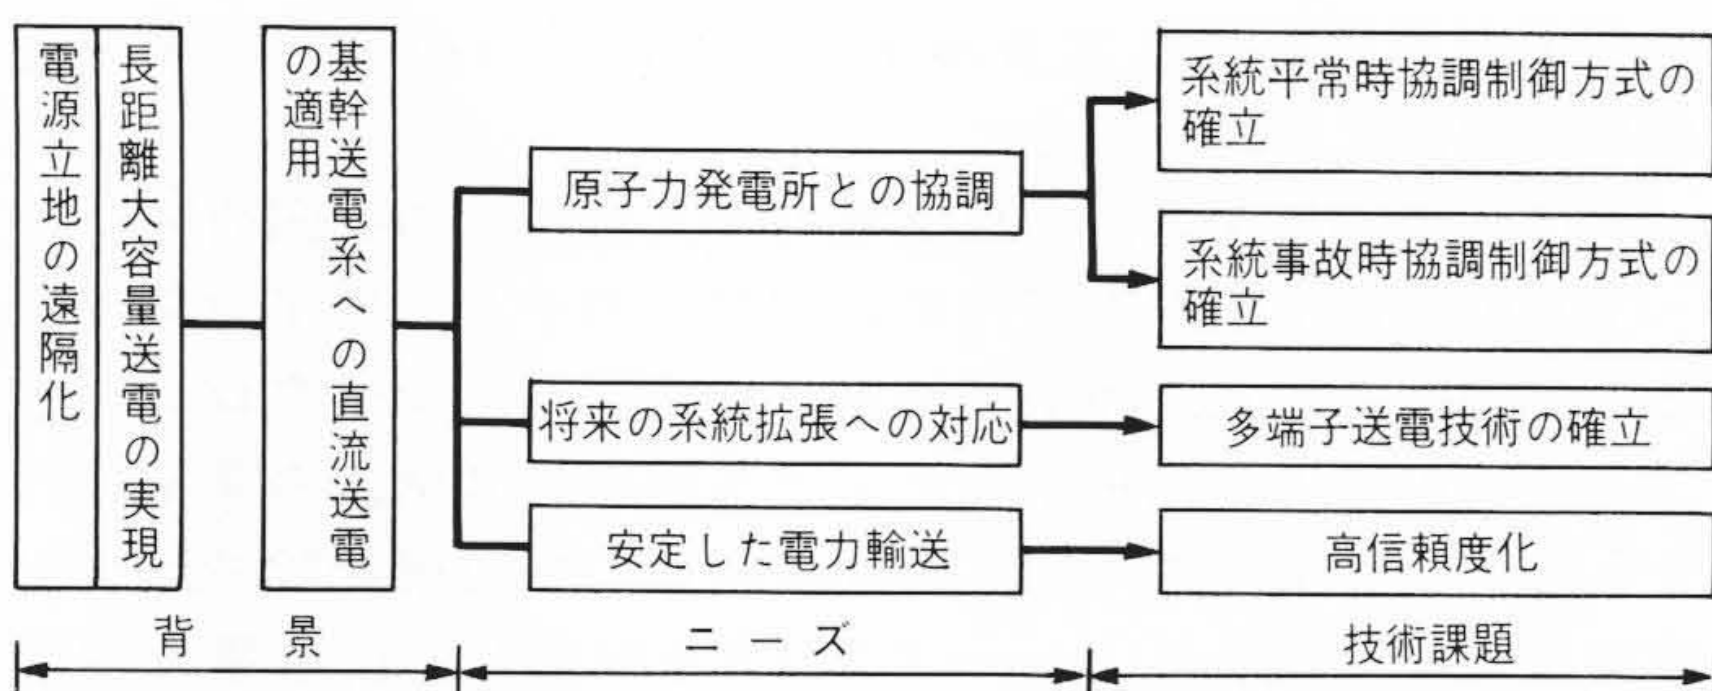 電源立地の遠隔化
長距離大容量送電の実現
基幹送電系への直流送電
の適用
原子力発電所との協調
将来の系統拡張への対応
安定した電力輸送
系統平常時協調制御方式の
確立
系統事故時協調制御方式の
確立
多端子送電技術の確立
高信頼度化
背景
ニーズ
技術課題